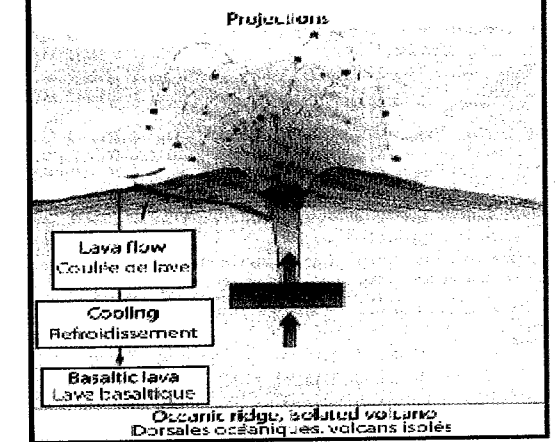 Projections
Lava flow
Coulée de lave
Cooling
Refroidissement
Basaltic lava
Lave basaltique
Oceanic ridge, isolated volcano
Dorsales océaniques, volcans isolés